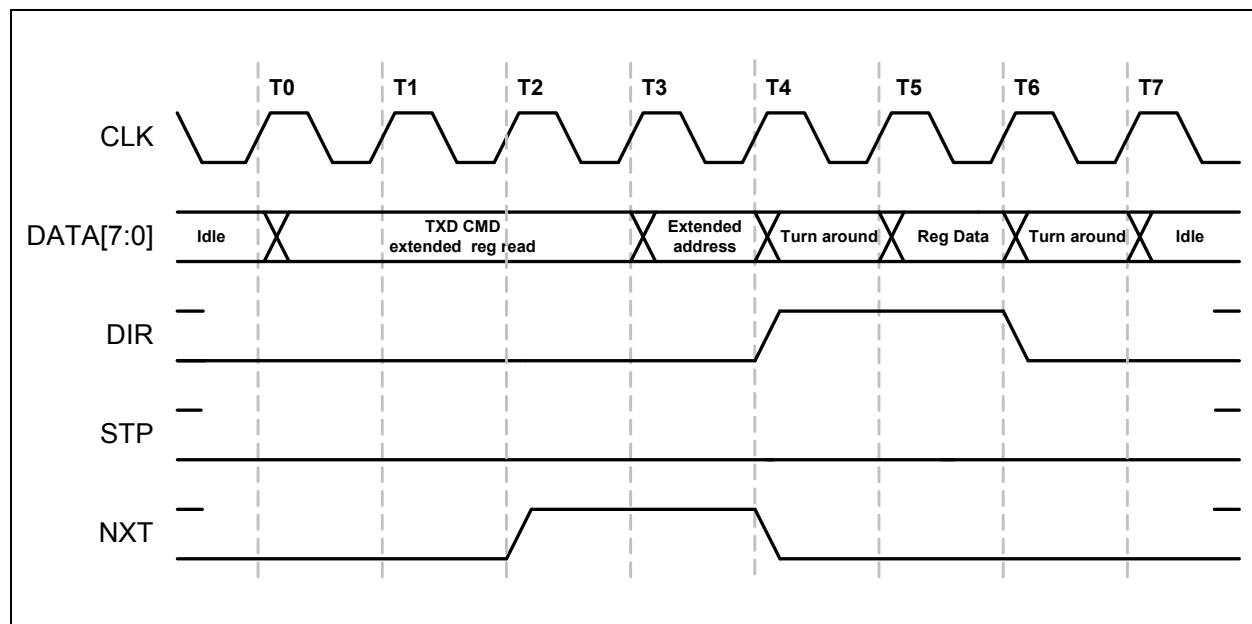 T0 T1 T2 T3 T4 T5 T6 T7
CLK
DATA[7:0]
Idle
TXD CMD
extended reg read
Extended
address
Turn around
Reg Data
Turn around
Idle
DIR
STP
NXT